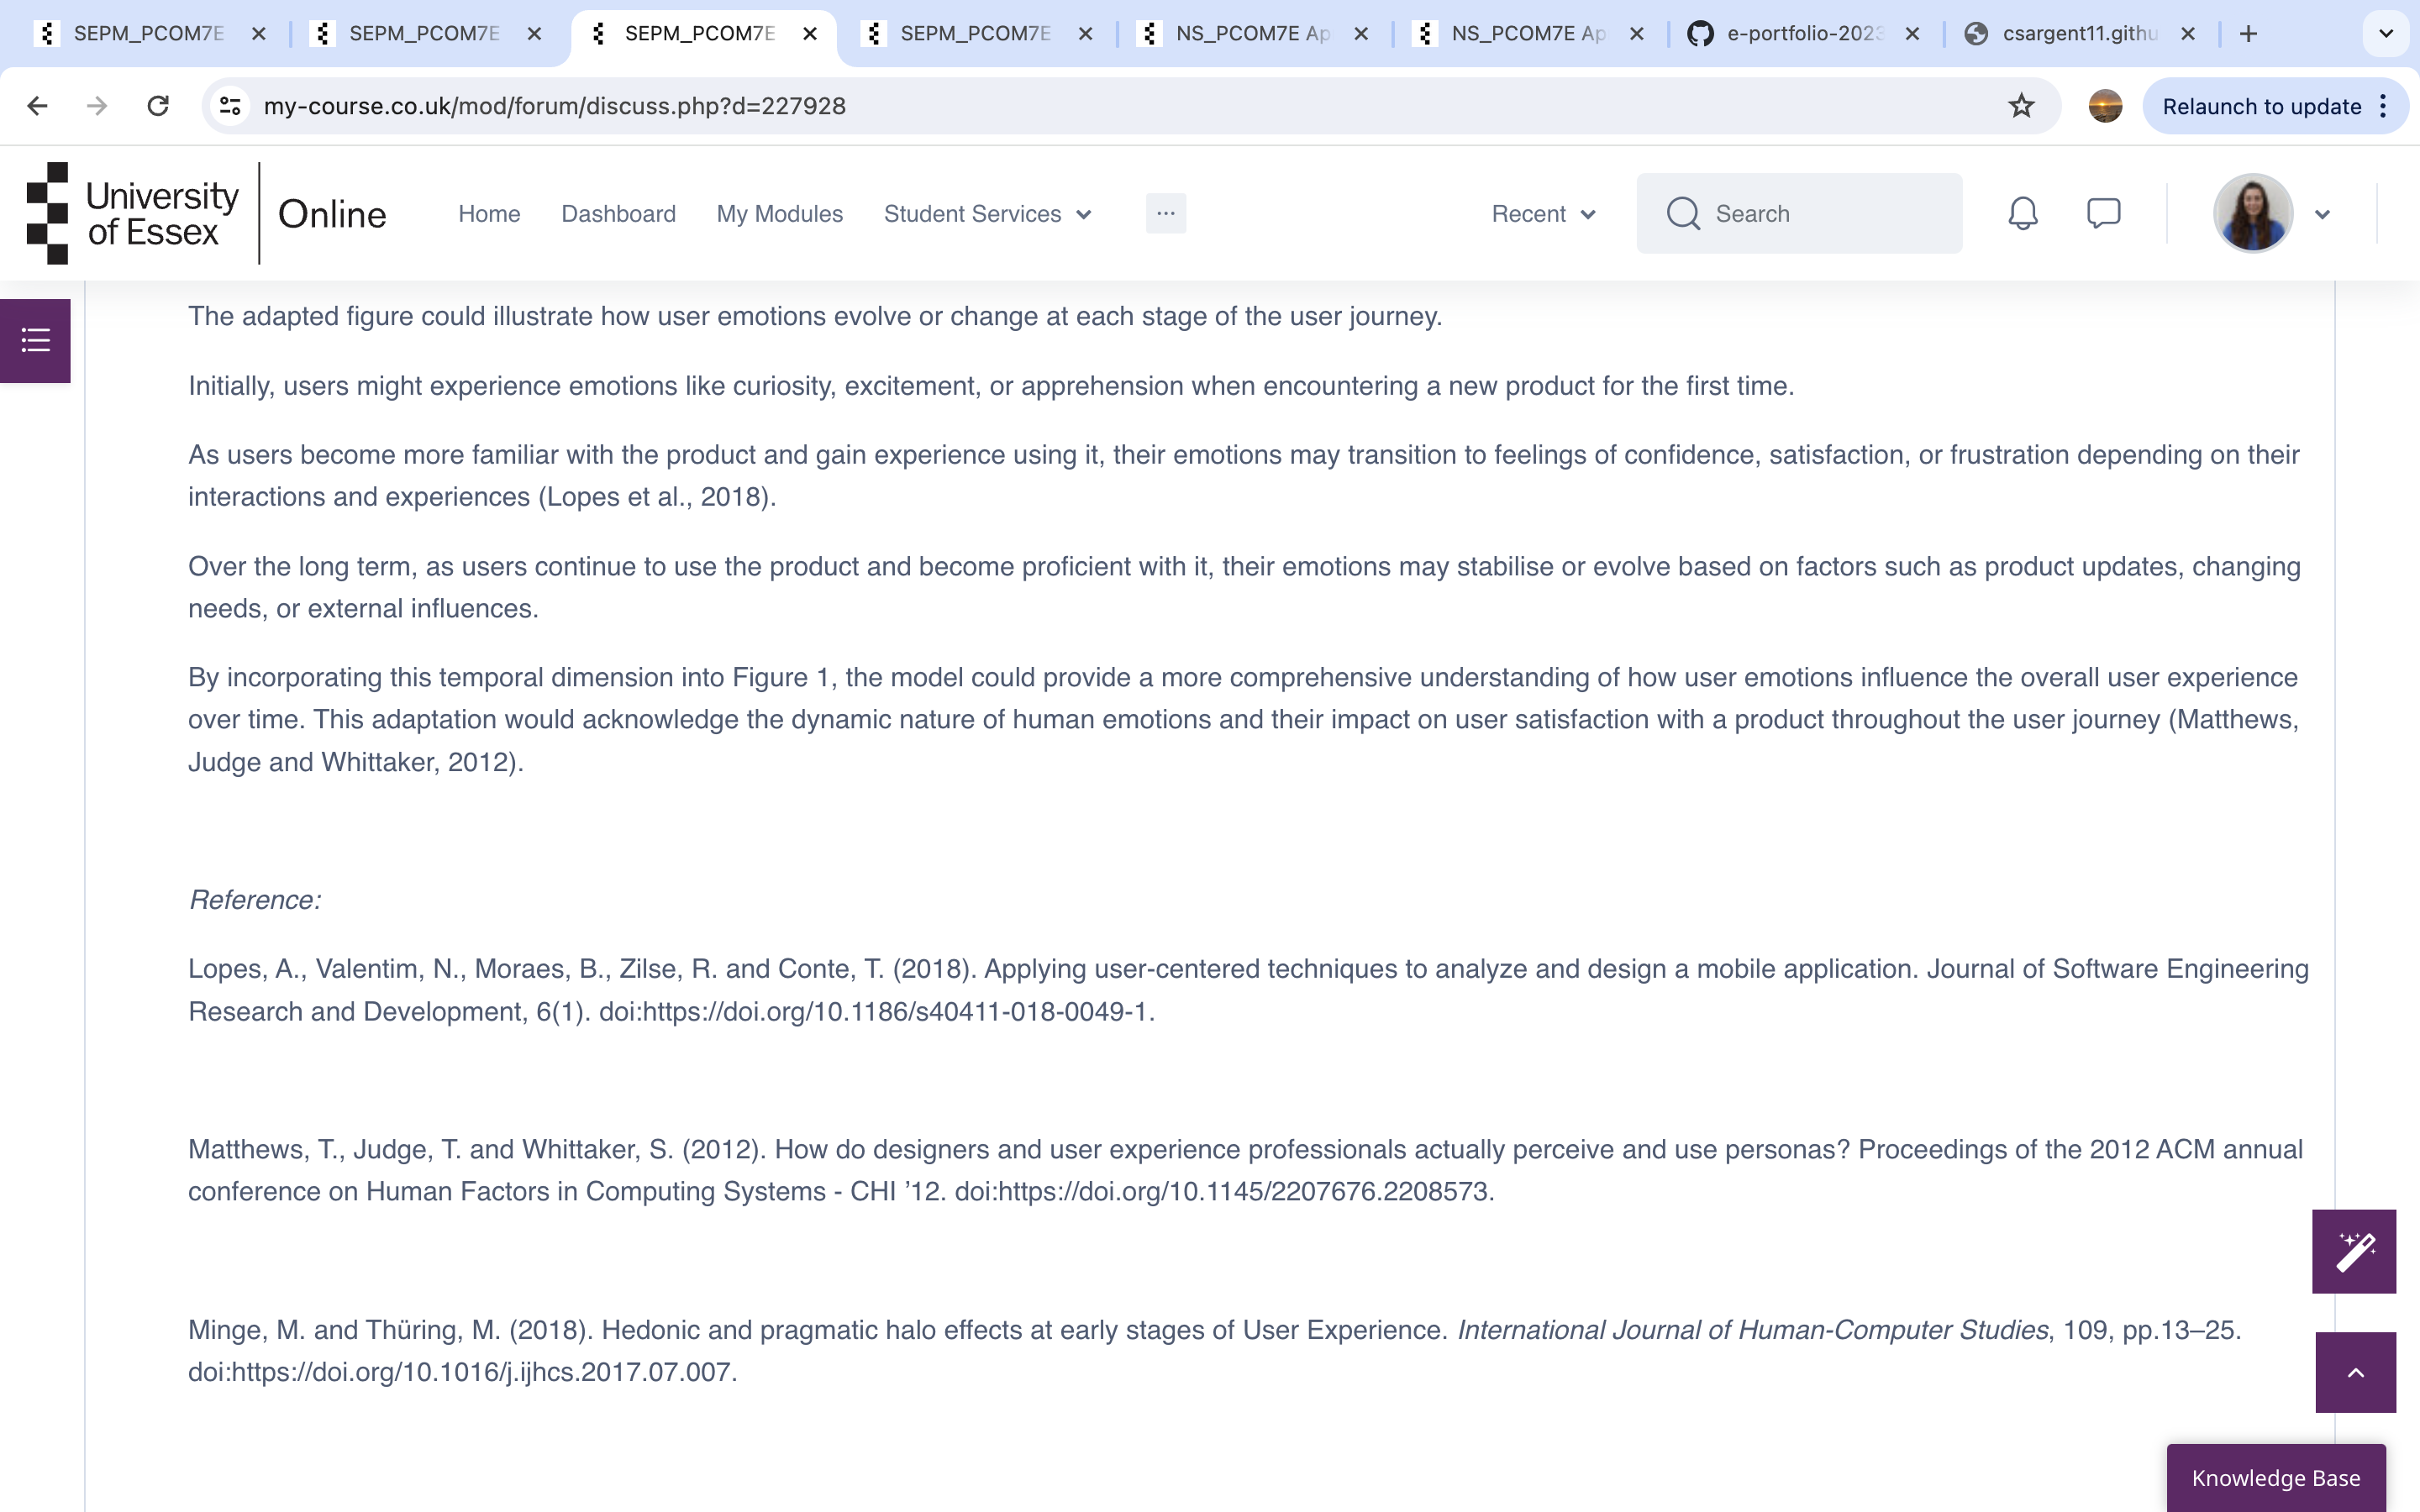 SEPM_PCOM7E
SEPM_PCOM7E
SEPM_PCOM7E
SEPM_PCOM7E
NS_PCOM7E Ap
NS_PCOM7E Ap
e-portfolio-2023
csargent11.githu
my-course.co.uk/mod/forum/discuss.php?d=227928
Relaunch to update
University
of Essex
Online
Home
Dashboard
My Modules
Student Services
Recent
Search
The adapted figure could illustrate how user emotions evolve or change at each stage of the user journey.
Initially, users might experience emotions like curiosity, excitement, or apprehension when encountering a new product for the first time.
As users become more familiar with the product and gain experience using it, their emotions may transition to feelings of confidence, satisfaction, or frustration depending on their
interactions and experiences (Lopes et al., 2018).
Over the long term, as users continue to use the product and become proficient with it, their emotions may stabilise or evolve based on factors such as product updates, changing
needs, or external influences.
By incorporating this temporal dimension into Figure 1, the model could provide a more comprehensive understanding of how user emotions influence the overall user experience
over time. This adaptation would acknowledge the dynamic nature of human emotions and their impact on user satisfaction with a product throughout the user journey (Matthews,
Judge and Whittaker, 2012).
Reference:
Lopes, A., Valentim, N., Moraes, B., Zilse, R. and Conte, T. (2018). Applying user-centered techniques to analyze and design a mobile application. Journal of Software Engineering
Research and Development, 6(1). doi:https://doi.org/10.1186/s40411-018-0049-1.
Matthews, T., Judge, T. and Whittaker, S. (2012). How do designers and user experience professionals actually perceive and use personas? Proceedings of the 2012 ACM annual
conference on Human Factors in Computing Systems - CHI ’12. doi:https://doi.org/10.1145/2207676.2208573.
Minge, M. and Thüring, M. (2018). Hedonic and pragmatic halo effects at early stages of User Experience. International Journal of Human-Computer Studies, 109, pp.13–25.
doi:https://doi.org/10.1016/j.ijhcs.2017.07.007.
Knowledge Base